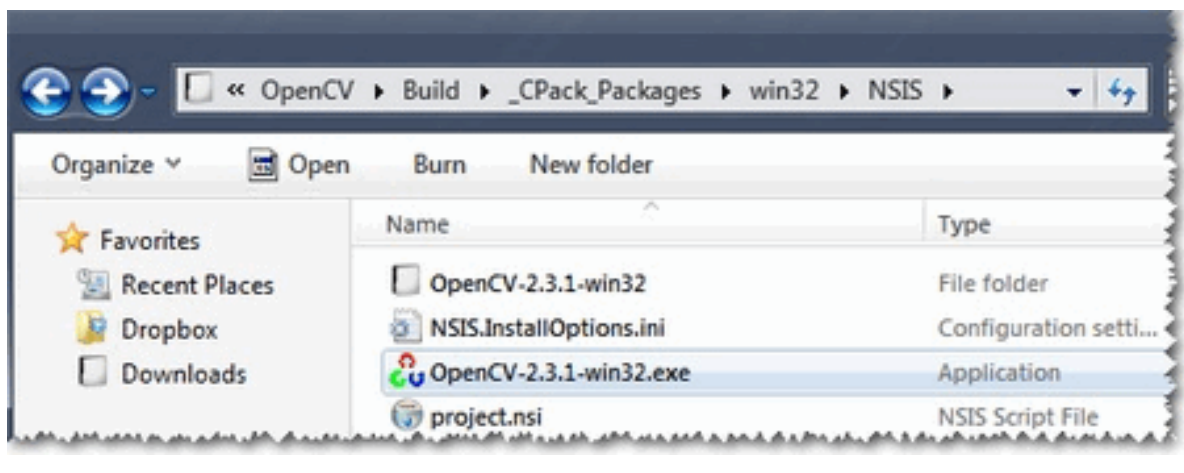 « OpenCV ▸ Build ▸ _CPack_Packages ▸ win32 ▸ NSIS ▸
Organize Open Burn New folder
Favorites
Recent Places
Dropbox
Downloads
Name Type
OpenCV-2.3.1-win32 File folder
NSIS.InstallOptions.ini Configuration setti...
OpenCV-2.3.1-win32.exe Application
project.nsi NSIS Script File